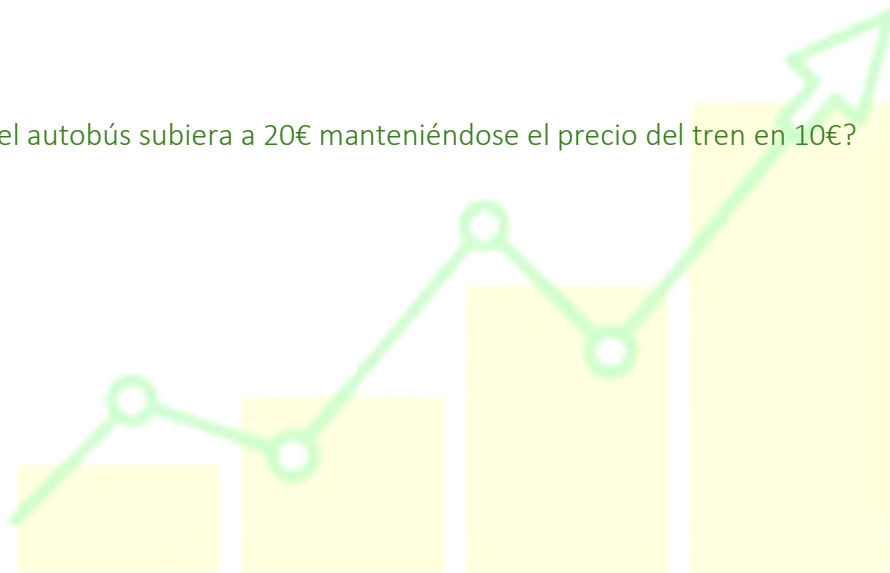 el autobús subiera a 20€ manteniéndose el precio del tren en 10€?